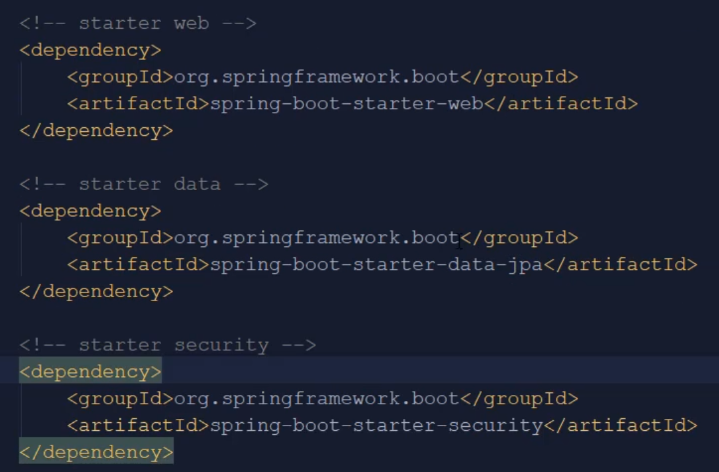 <!-- starter web -->
<dependency>
    <groupId>org.springframework.boot</groupId>
    <artifactId>spring-boot-starter-web</artifactId>
</dependency>

<!-- starter data -->
<dependency>
    <groupId>org.springframework.boot</groupId>
    <artifactId>spring-boot-starter-data-jpa</artifactId>
</dependency>

<!-- starter security -->
<dependency>
    <groupId>org.springframework.boot</groupId>
    <artifactId>spring-boot-starter-security</artifactId>
</dependency>